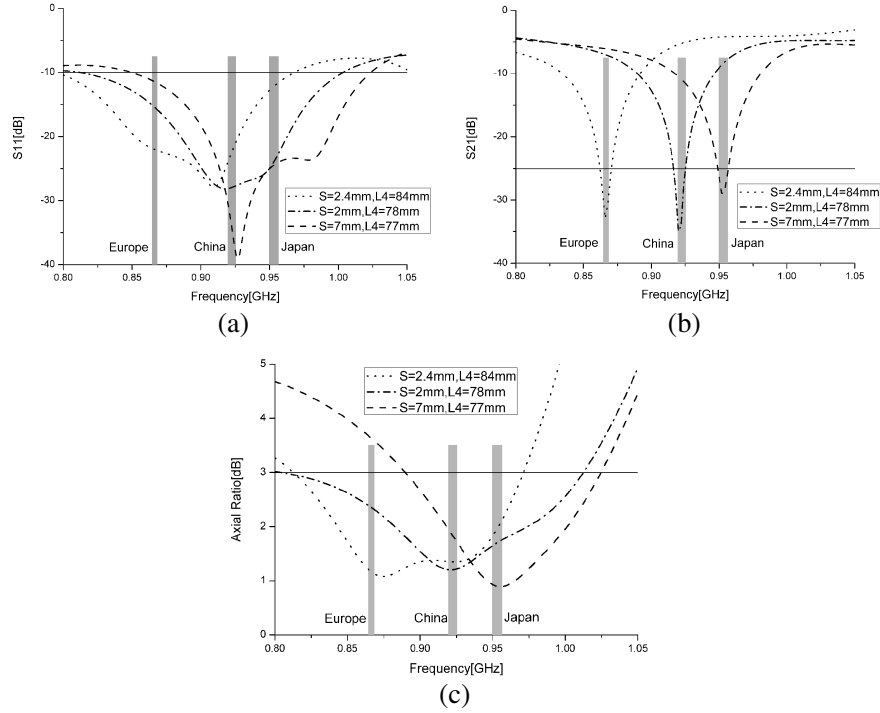 -10
-20
-30
-40
0.80 0.85 0.90 0.95 1.00 1.05
S11[dB]
Frequency[GHz]
S=2.4mm,L4=84mm
S=2mm,L4=78mm
S=7mm,L4=77mm
Europe China Japan
(a)
0
-5
-10
-15
-20
-25
-30
-35
-40
0.80 0.85 0.90 0.95 1.00 1.05
S21[dB]
Frequency[GHz]
S=2.4mm,L4=84mm
S=2mm,L4=78mm
S=7mm,L4=77mm
Europe China Japan
(b)
5
4
3
2
1
0
0.80 0.85 0.90 0.95 1.00 1.05
Axial Ratio[dB]
Frequency[GHz]
S=2.4mm,L4=84mm
S=2mm,L4=78mm
S=7mm,L4=77mm
Europe China Japan
(c)